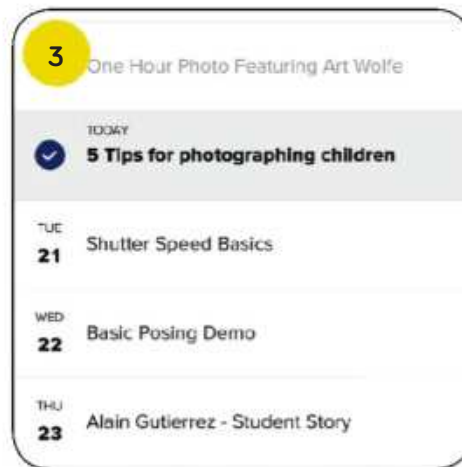 3
One Hour Photo Featuring Art Wolfe
TODAY
5 Tips for photographing children
TUE
21
Shutter Speed Basics
WED
22
Basic Posing Demo
THU
23
Alain Gutierrez - Student Story